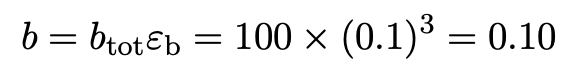 b = b_tot ε_b = 100 × (0.1)³ = 0.10